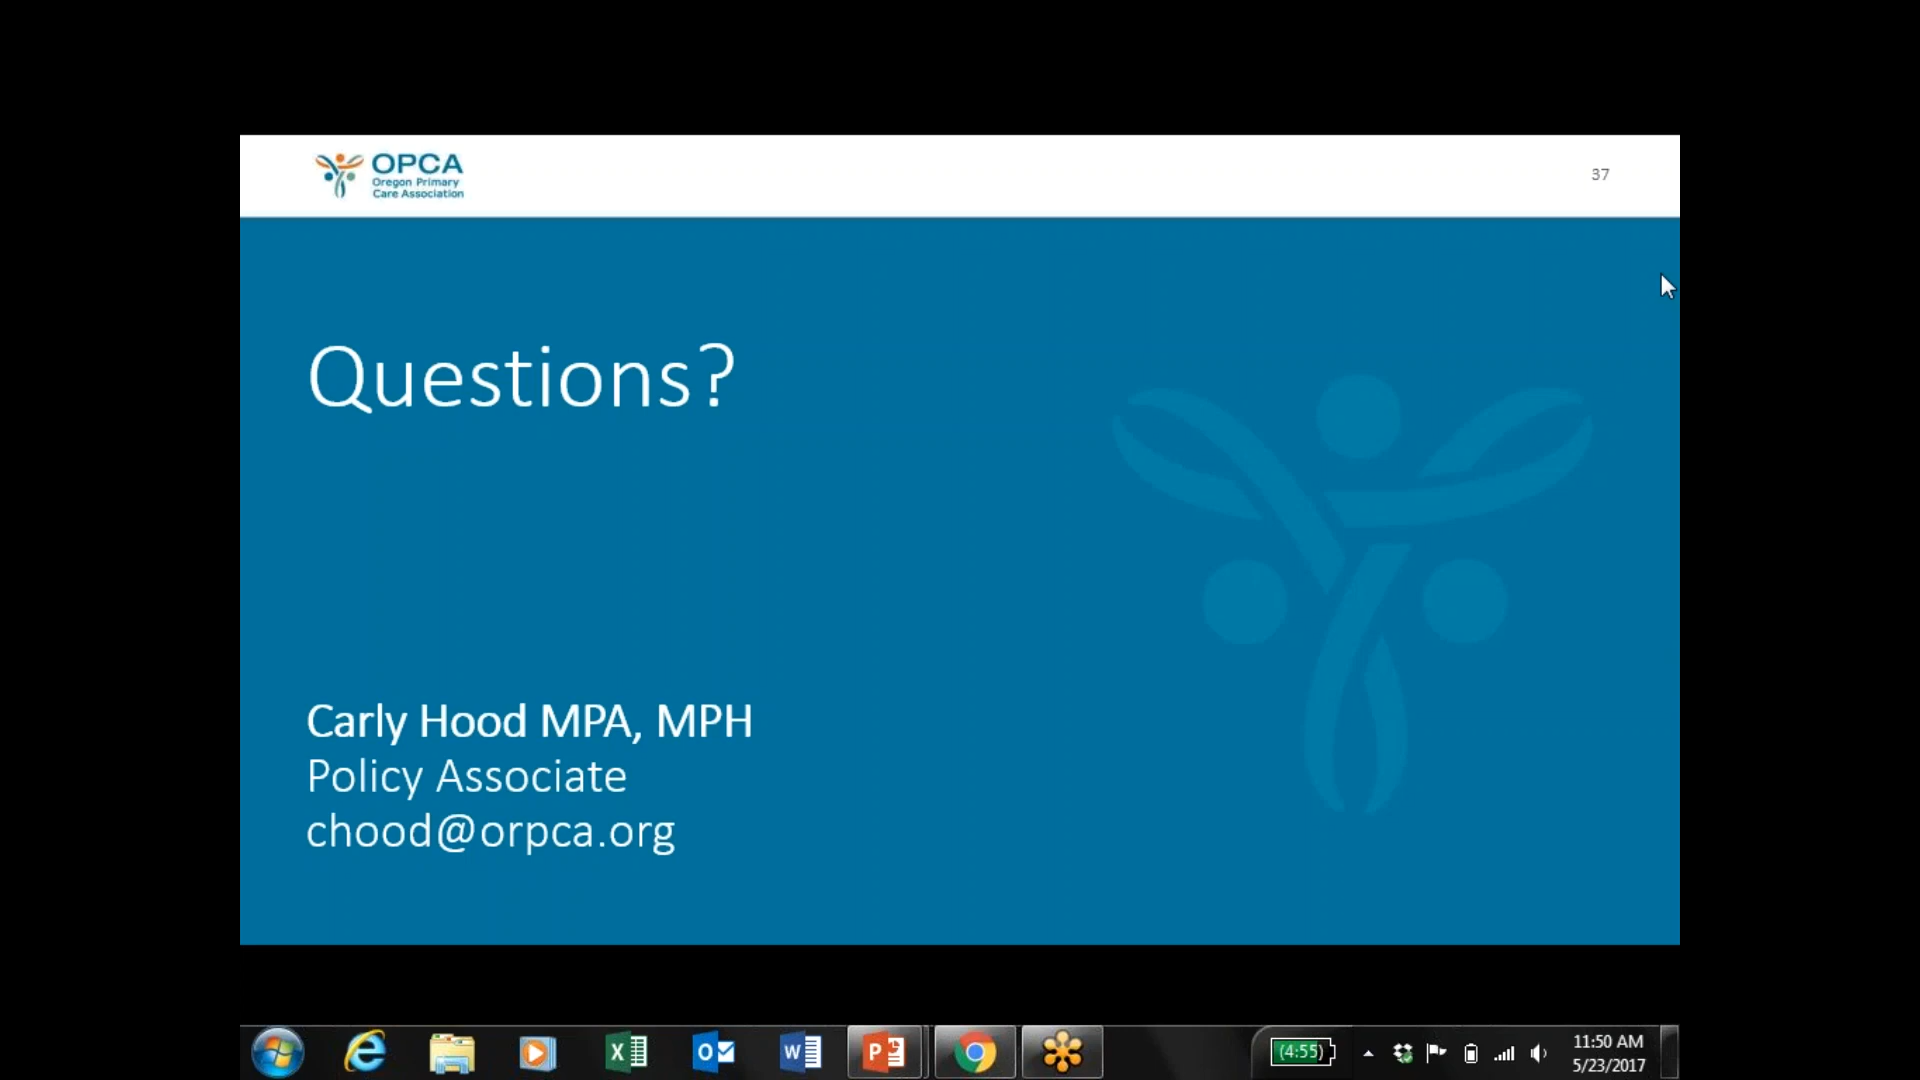 OPCA
Oregon Primary
Care Association
37
Questions?
Carly Hood MPA, MPH
Policy Associate
chood@orpca.org
(4:55)
11:50 AM
5/23/2017